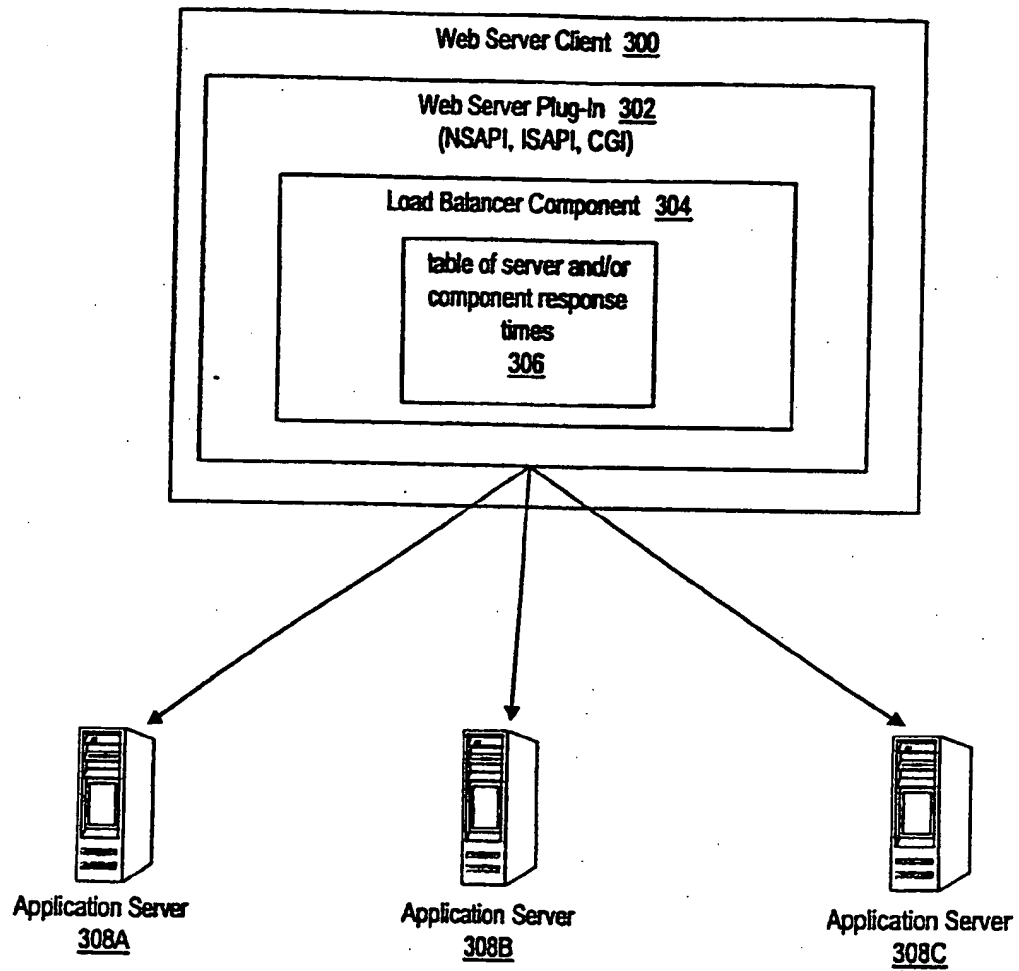 Web Server Client 300
Web Server Plug-In 302
(NSAPI, ISAPI, CGI)
Load Balancer Component 304
table of server and/or
component response
times
306
Application Server
308A
Application Server
308B
Application Server
308C